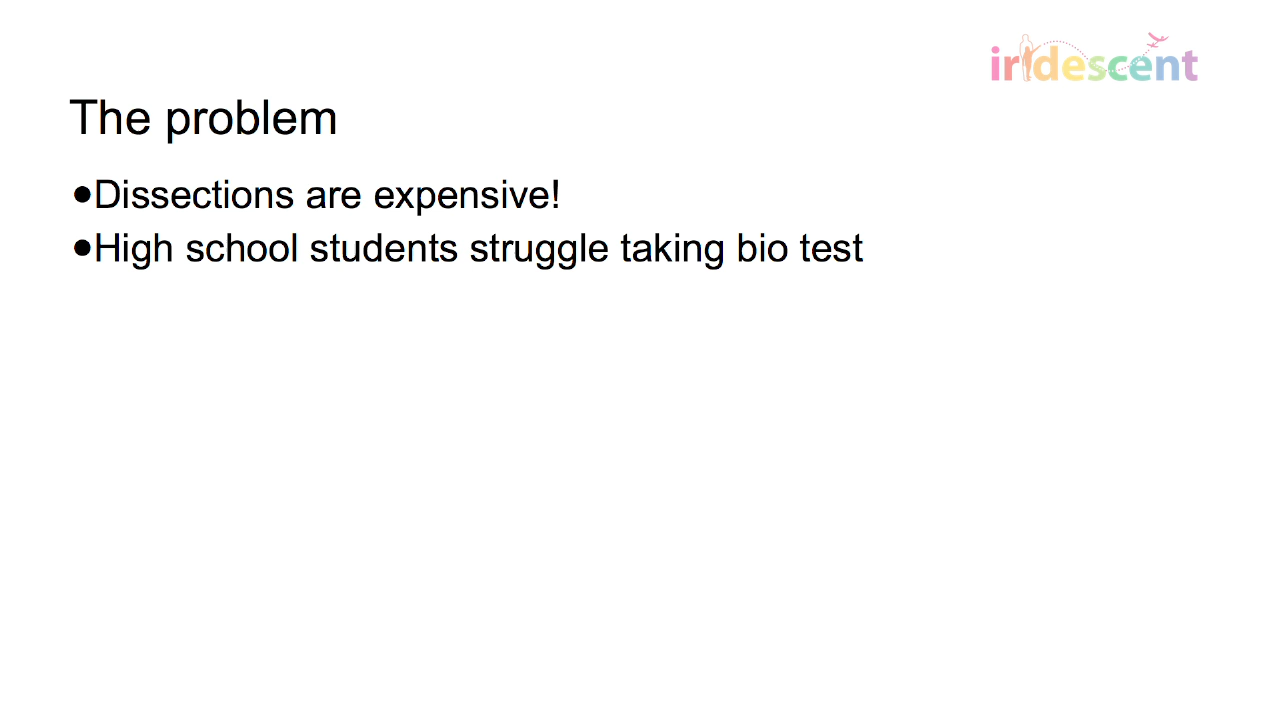 iridescent
The problem
●Dissections are expensive!
●High school students struggle taking bio test